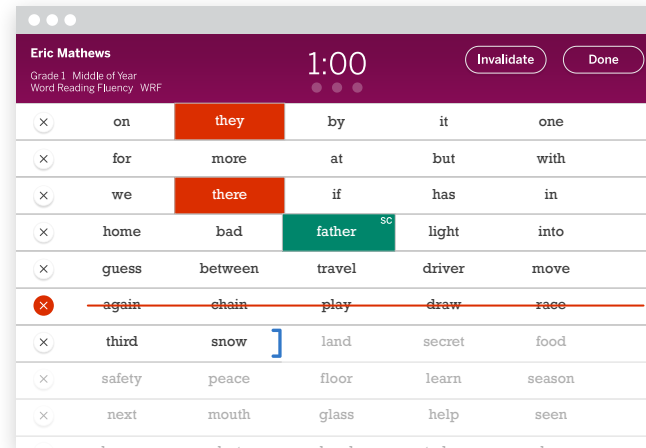 Eric Mathews
Grade 1 Middle of Year
Word Reading Fluency WRF
1:00
Invalidate Done
on they by it one
for more at but with
we there if has in
home bad father SC light into
guess between travel driver move
again chain play draw race
third snow ] land secret food
safety peace floor learn season
next mouth glass help seen